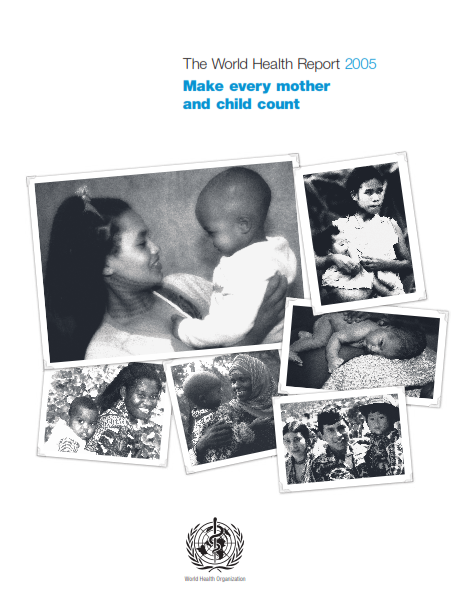 The World Health Report 2005
Make every mother
and child count
World Health Organization